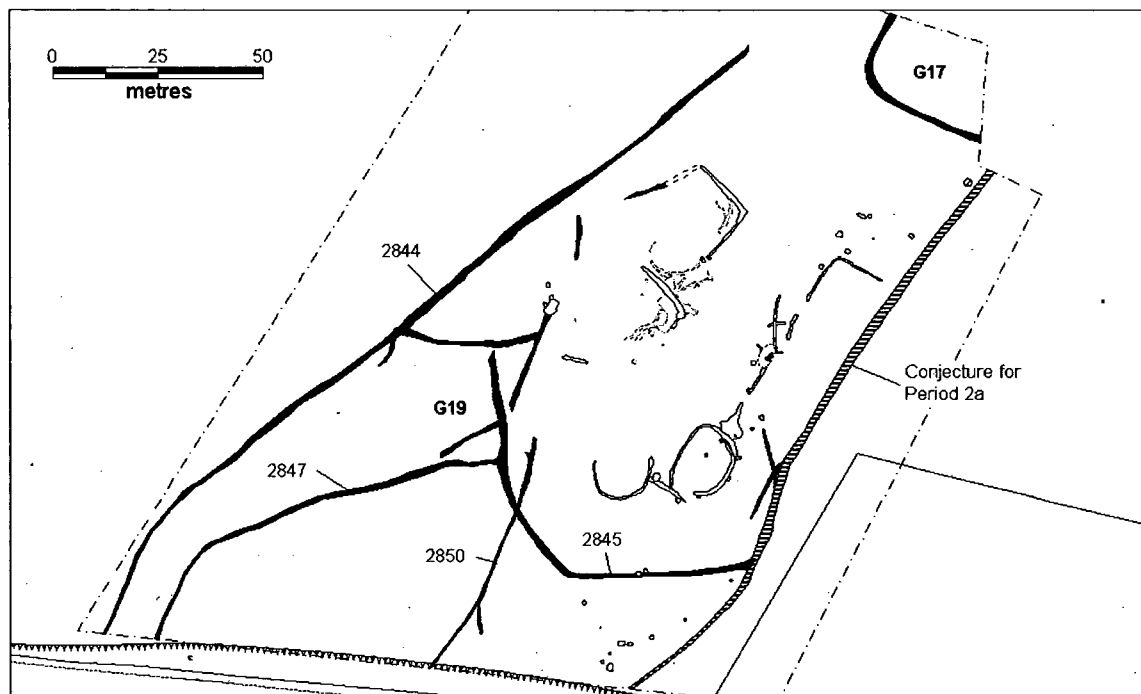 0 25 50
metres
G17
2844
Conjecture for
Period 2a
G19
2847
2850
2845